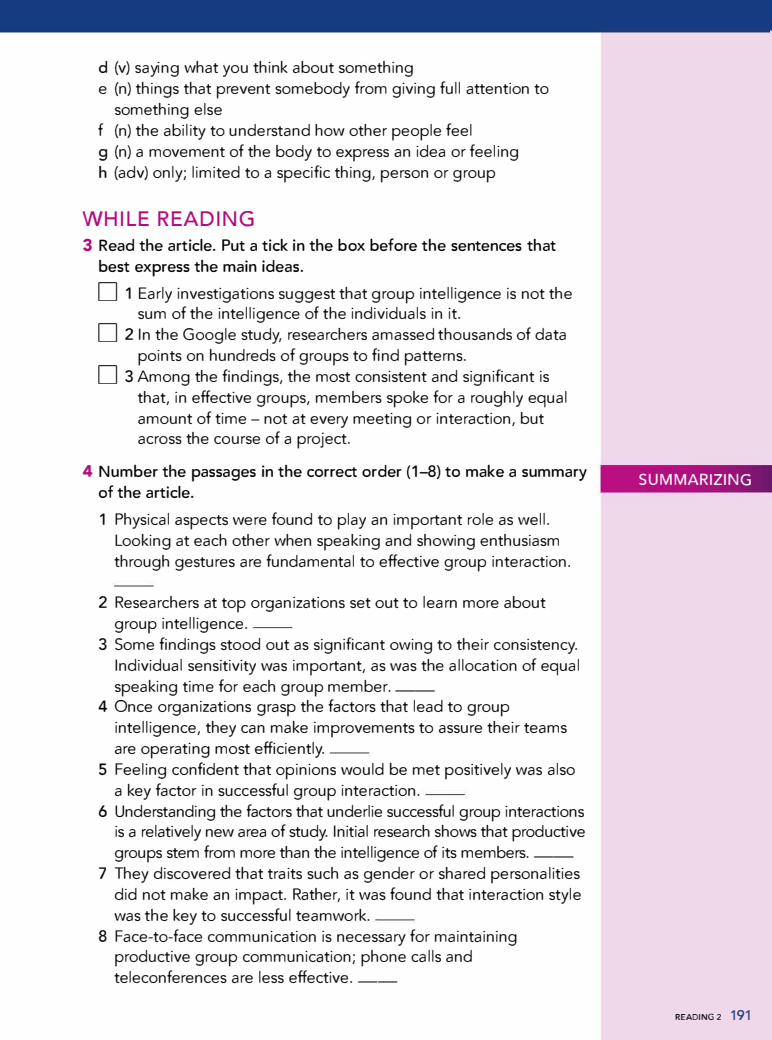 d (v) saying what you think about something
e (n) things that prevent somebody from giving full attention to
something else
f (n) the ability to understand how other people feel
g (n) a movement of the body to express an idea or feeling
h (adv) only; limited to a specific thing, person or group
WHILE READING
3 Read the article. Put a tick in the box before the sentences that
best express the main ideas.
1 Early investigations suggest that group intelligence is not the
sum of the intelligence of the individuals in it.
2 In the Google study, researchers amassed thousands of data
points on hundreds of groups to find patterns.
3 Among the findings, the most consistent and significant is
that, in effective groups, members spoke for a roughly equal
amount of time – not at every meeting or interaction, but
across the course of a project.
4 Number the passages in the correct order (1–8) to make a summary
of the article.
SUMMARIZING
1 Physical aspects were found to play an important role as well.
Looking at each other when speaking and showing enthusiasm
through gestures are fundamental to effective group interaction.
_____
2 Researchers at top organizations set out to learn more about
group intelligence. _____
3 Some findings stood out as significant owing to their consistency.
Individual sensitivity was important, as was the allocation of equal
speaking time for each group member. _____
4 Once organizations grasp the factors that lead to group
intelligence, they can make improvements to assure their teams
are operating most efficiently. _____
5 Feeling confident that opinions would be met positively was also
a key factor in successful group interaction. _____
6 Understanding the factors that underlie successful group interactions
is a relatively new area of study. Initial research shows that productive
groups stem from more than the intelligence of its members. _____
7 They discovered that traits such as gender or shared personalities
did not make an impact. Rather, it was found that interaction style
was the key to successful teamwork. _____
8 Face-to-face communication is necessary for maintaining
productive group communication; phone calls and
teleconferences are less effective. _____
READING 2 191